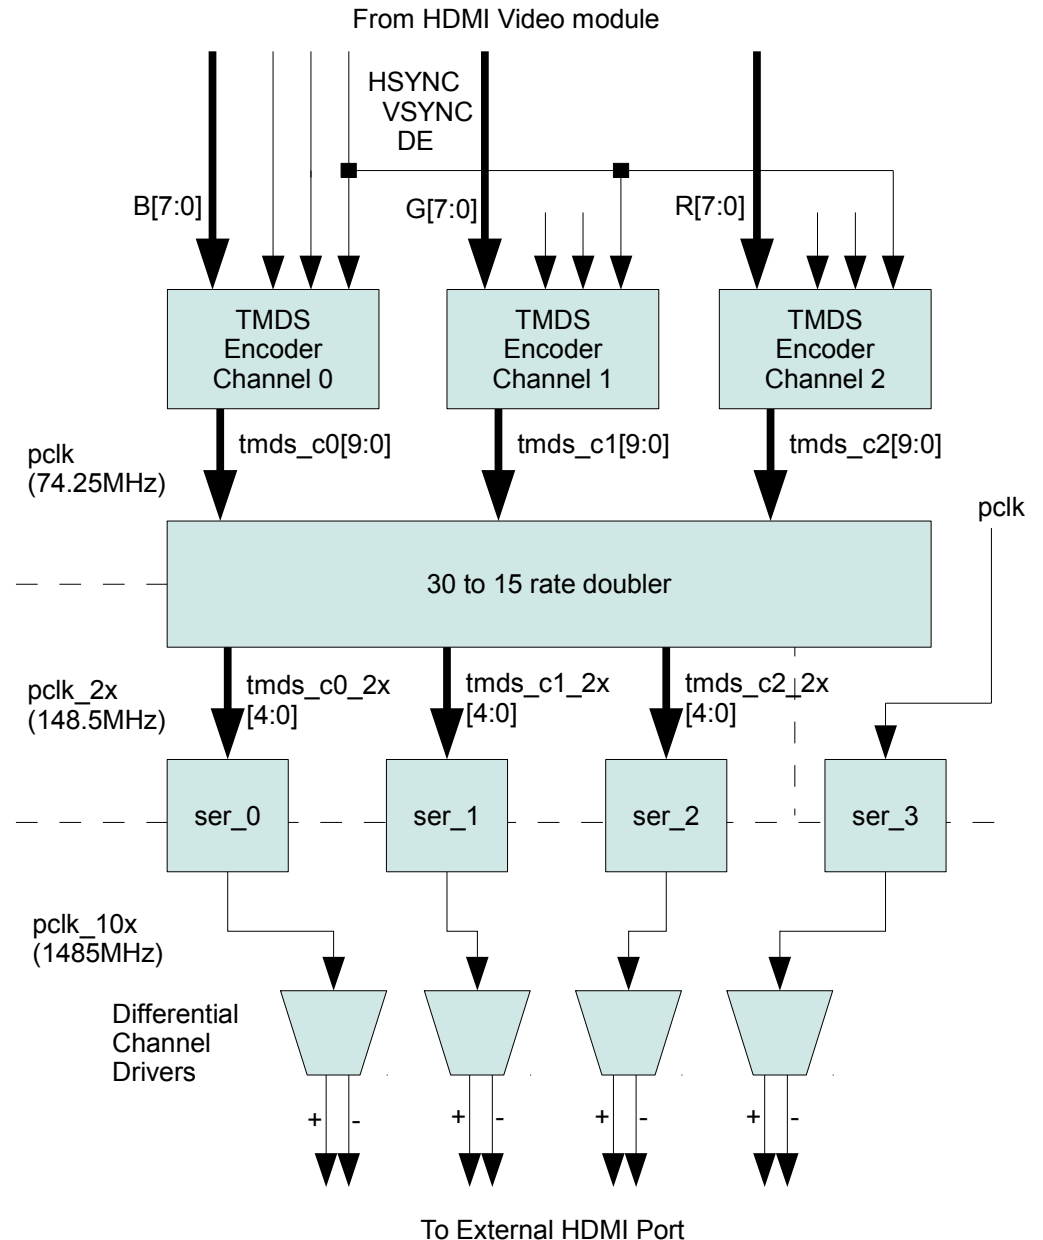 From HDMI Video module
HSYNC
VSYNC
DE
B[7:0]
G[7:0]
R[7:0]
TMDS
Encoder
Channel 0
TMDS
Encoder
Channel 1
TMDS
Encoder
Channel 2
tmds_c0[9:0]
tmds_c1[9:0]
tmds_c2[9:0]
pclk
(74.25MHz)
pclk
30 to 15 rate doubler
pclk_2x
(148.5MHz)
tmds_c0_2x
[4:0]
tmds_c1_2x
[4:0]
tmds_c2_2x
[4:0]
ser_0
ser_1
ser_2
ser_3
pclk_10x
(1485MHz)
Differential
Channel
Drivers
+ -
+ -
+ -
+ -
To External HDMI Port